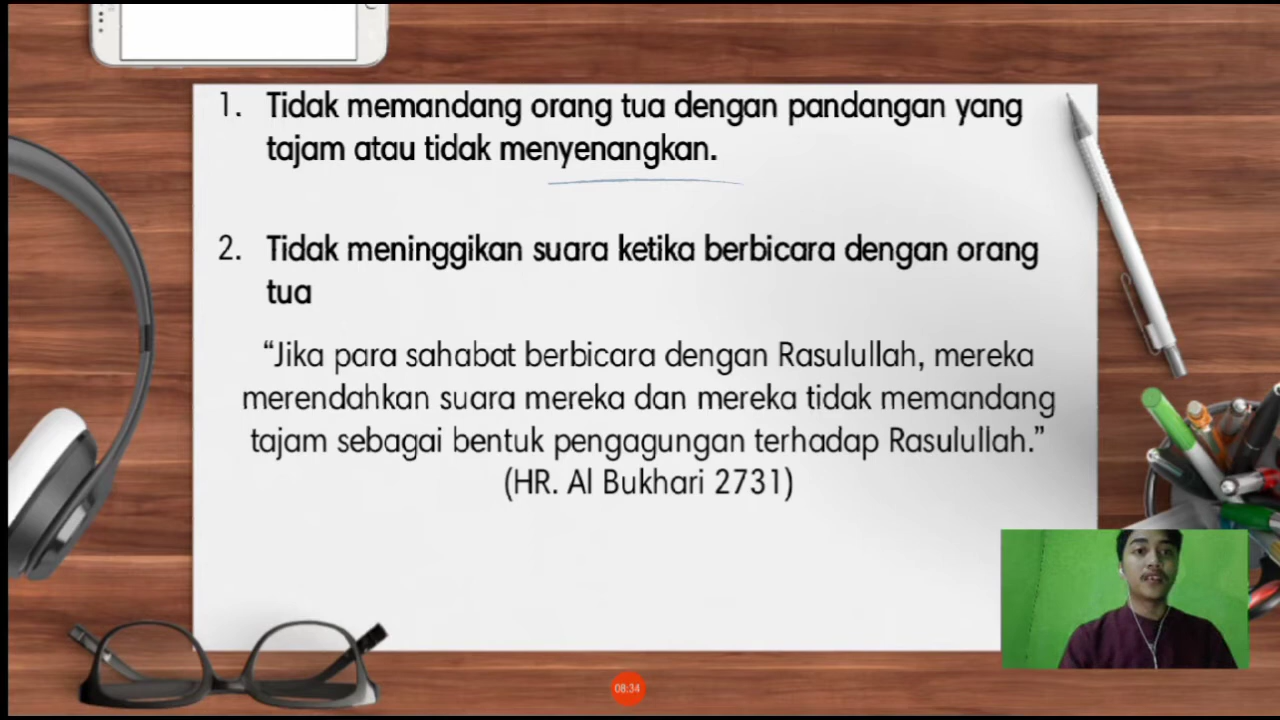 1. Tidak memandang orang tua dengan pandangan yang
tajam atau tidak menyenangkan.
2. Tidak meninggikan suara ketika berbicara dengan orang
tua
“Jika para sahabat berbicara dengan Rasulullah, mereka
merendahkan suara mereka dan mereka tidak memandang
tajam sebagai bentuk pengagungan terhadap Rasulullah.”
(HR. Al Bukhari 2731)
08:34